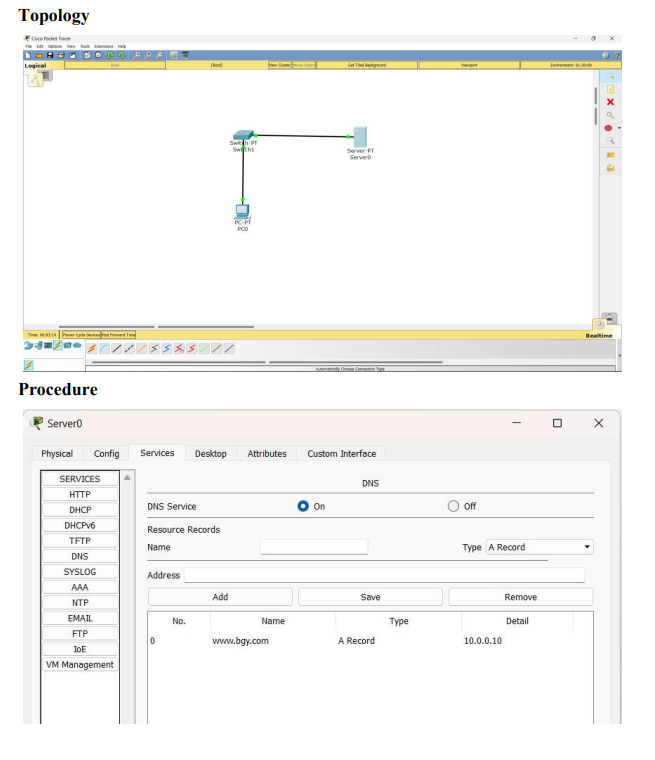 Topology
Cisco Packet Tracer
File Edit Options View Tools Extensions Help
Logical [Root] New Cluster Move Object Set Tiled Background Viewport Environment: 01:30:00
Switch-PT
Switch1
Server-PT
Server0
PC-PT
PCD
Time: 00:03:14 Power Cycle Devices Fast Forward Time Realtime
Automatically Choose Connection Type
Procedure
Server0
Physical Config Services Desktop Attributes Custom Interface
SERVICES
HTTP
DHCP
DHCPv6
TFTP
DNS
SYSLOG
AAA
NTP
EMAIL
FTP
IoE
VM Management
DNS
DNS Service On Off
Resource Records
Name Type A Record
Address
Add Save Remove
No. Name Type Detail
0 www.bgy.com A Record 10.0.0.10